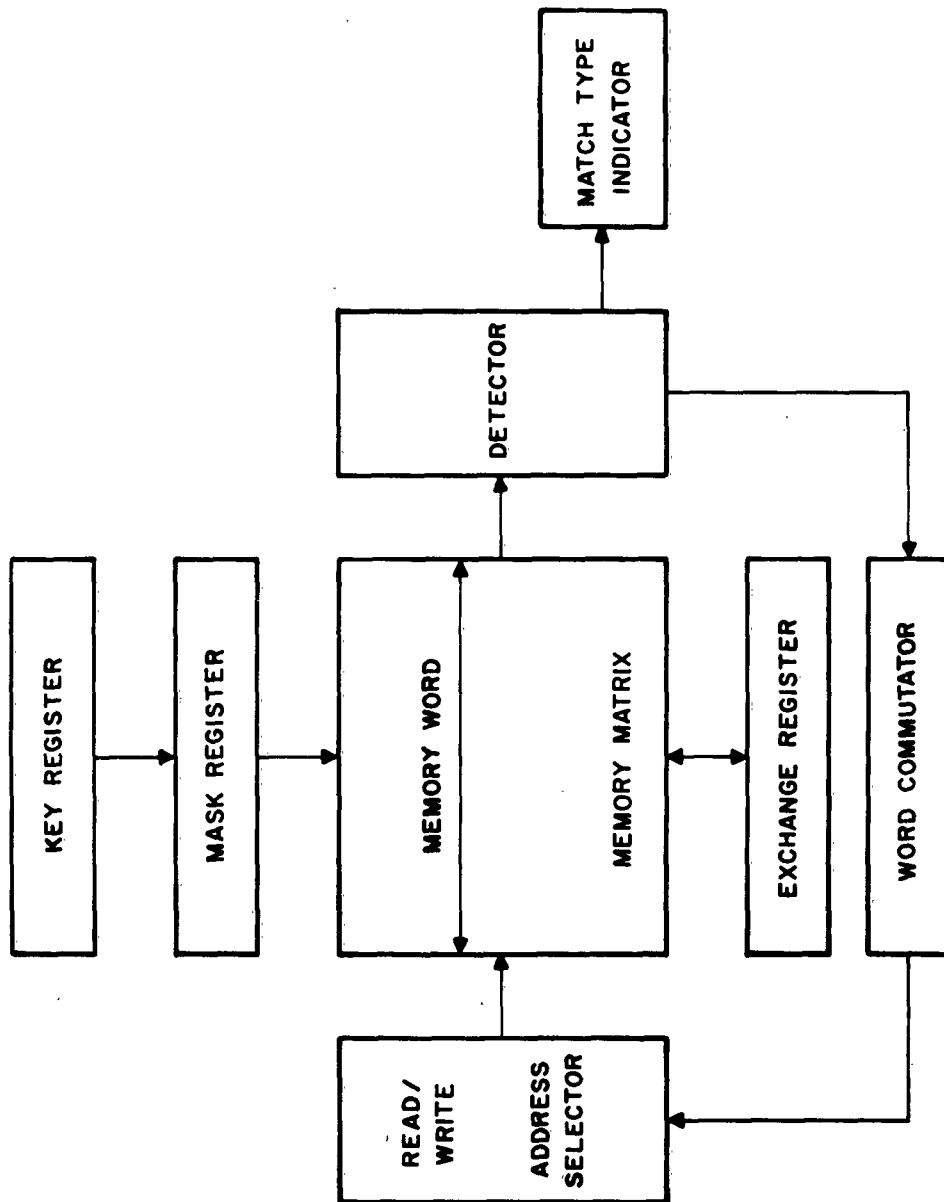 KEY REGISTER
MASK REGISTER
MEMORY WORD
MEMORY MATRIX
READ/
WRITE
ADDRESS
SELECTOR
DETECTOR
MATCH TYPE
INDICATOR
EXCHANGE REGISTER
WORD COMMUTATOR